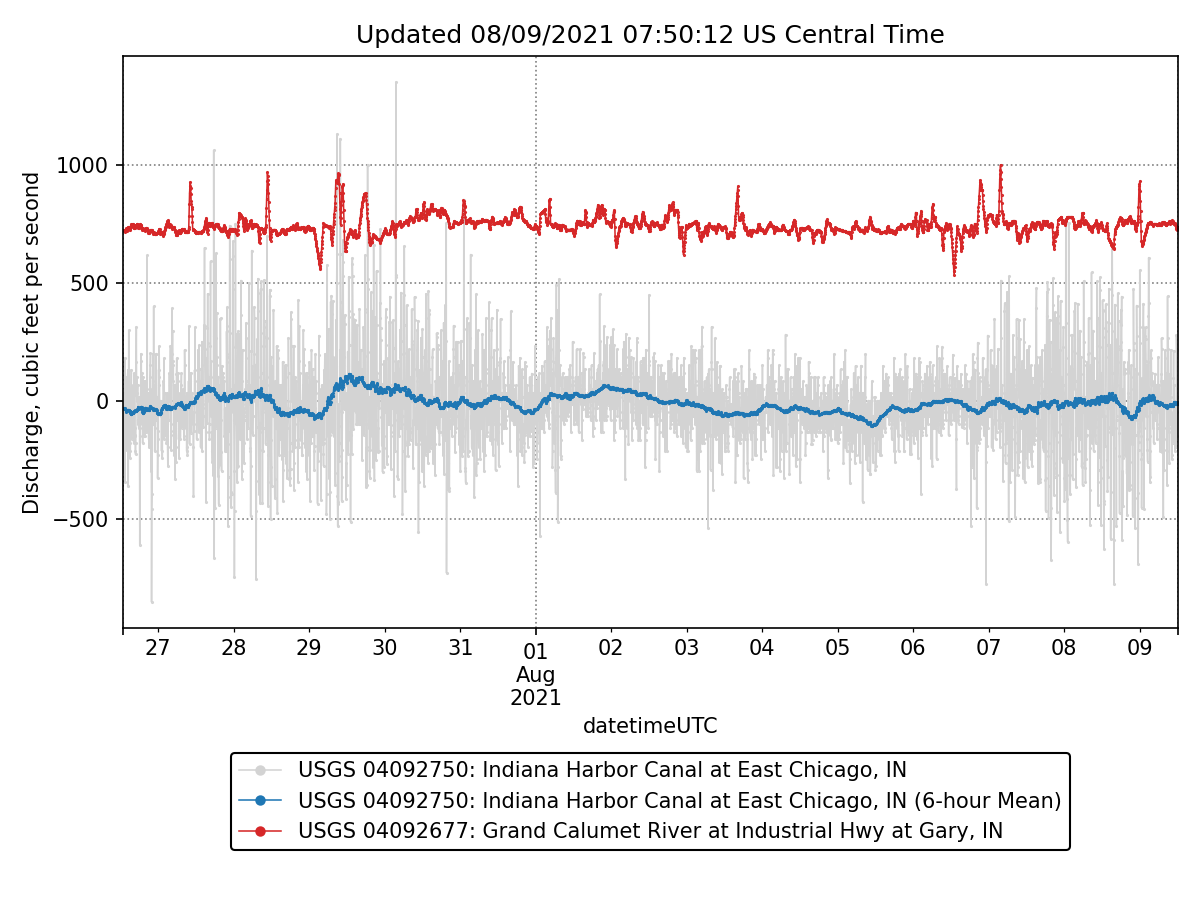 Updated 08/09/2021 07:50:12 US Central Time
Discharge, cubic feet per second
1000
500
0
−500
27 28 29 30 31 01 02 03 04 05 06 07 08 09
Aug
2021
datetimeUTC
USGS 04092750: Indiana Harbor Canal at East Chicago, IN
USGS 04092750: Indiana Harbor Canal at East Chicago, IN (6-hour Mean)
USGS 04092677: Grand Calumet River at Industrial Hwy at Gary, IN